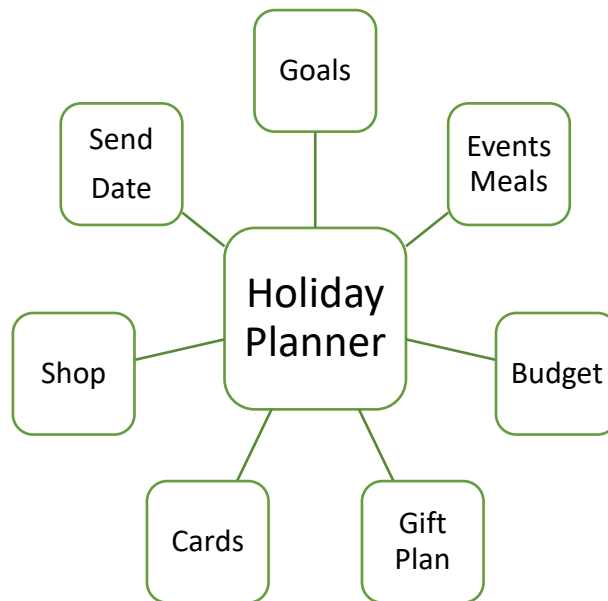 Goals
Send
Date
Events
Meals
Holiday
Planner
Shop
Budget
Cards
Gift
Plan